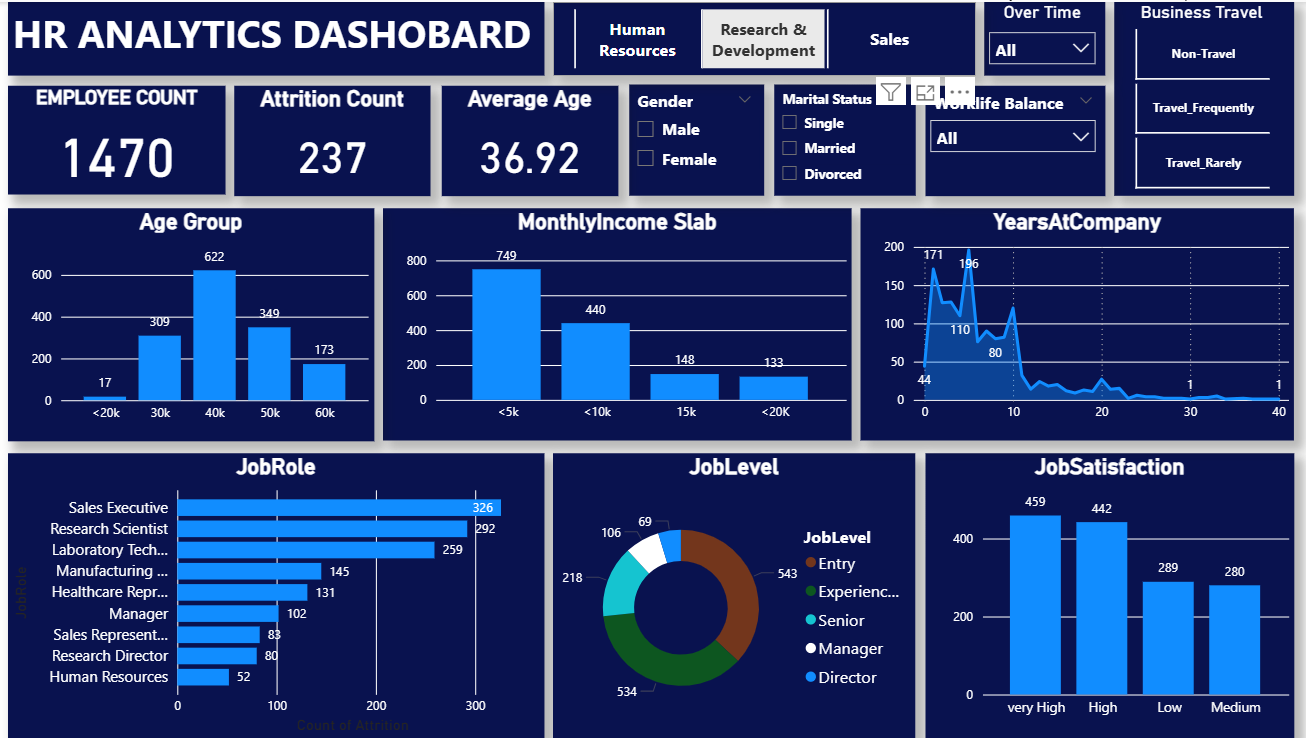 HR ANALYTICS DASHOBARD
Human
Resources
Research &
Development
Sales
Over Time
All
Business Travel
Non-Travel
Travel_Frequently
Travel_Rarely
EMPLOYEE COUNT
1470
Attrition Count
237
Average Age
36.92
Gender
Male
Female
Marital Status
Single
Married
Divorced
Worklife Balance
All
Age Group
600
400
200
0
17
309
622
349
173
<20k
30k
40k
50k
60k
MonthlyIncome Slab
800
600
400
200
0
749
440
148
133
<5k
<10k
15k
<20K
YearsAtCompany
200
150
100
50
0
171
196
110
80
44
1
1
0
10
20
30
40
JobRole
JobRole
Sales Executive
326
Research Scientist
292
Laboratory Tech...
259
Manufacturing ...
145
Healthcare Repr...
131
Manager
102
Sales Represent...
83
Research Director
80
Human Resources
52
0
100
200
300
Count of Attrition
JobLevel
69
106
218
534
543
JobLevel
Entry
Experienc...
Senior
Manager
Director
JobSatisfaction
400
200
0
459
442
289
280
very High
High
Low
Medium